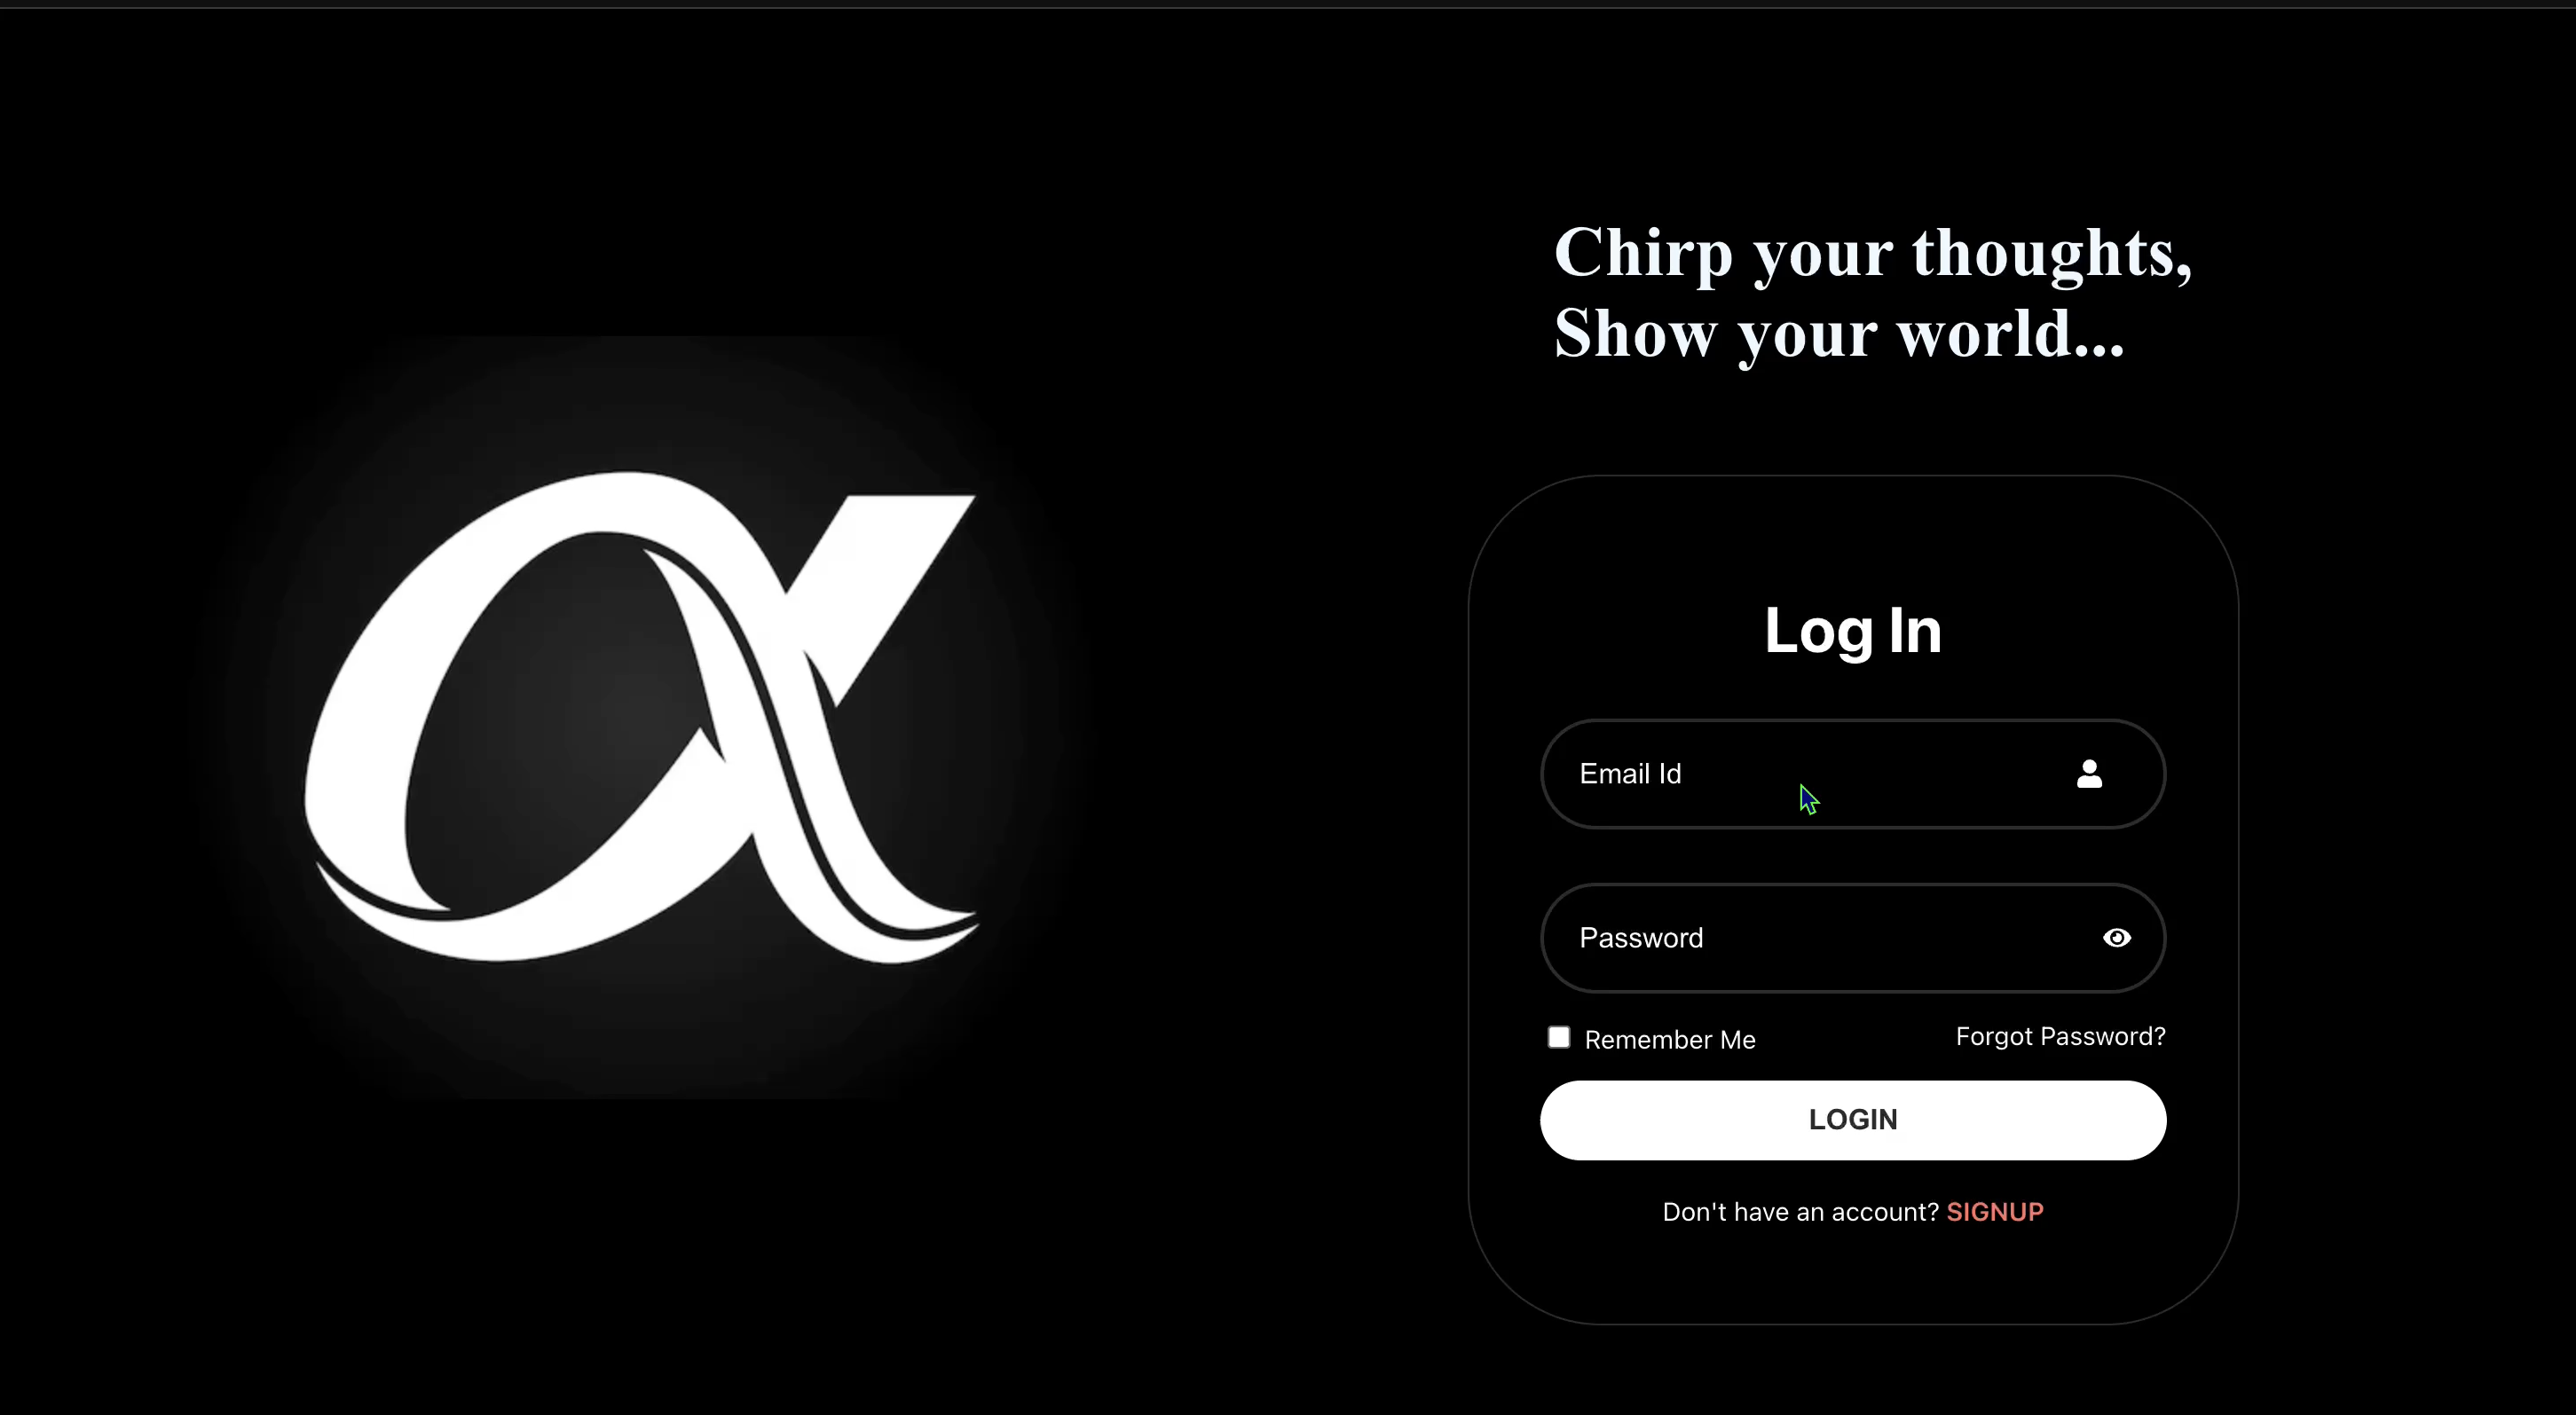 Chirp your thoughts,
Show your world...
Log In
Email Id
Password
Remember Me
Forgot Password?
LOGIN
Don't have an account? SIGNUP